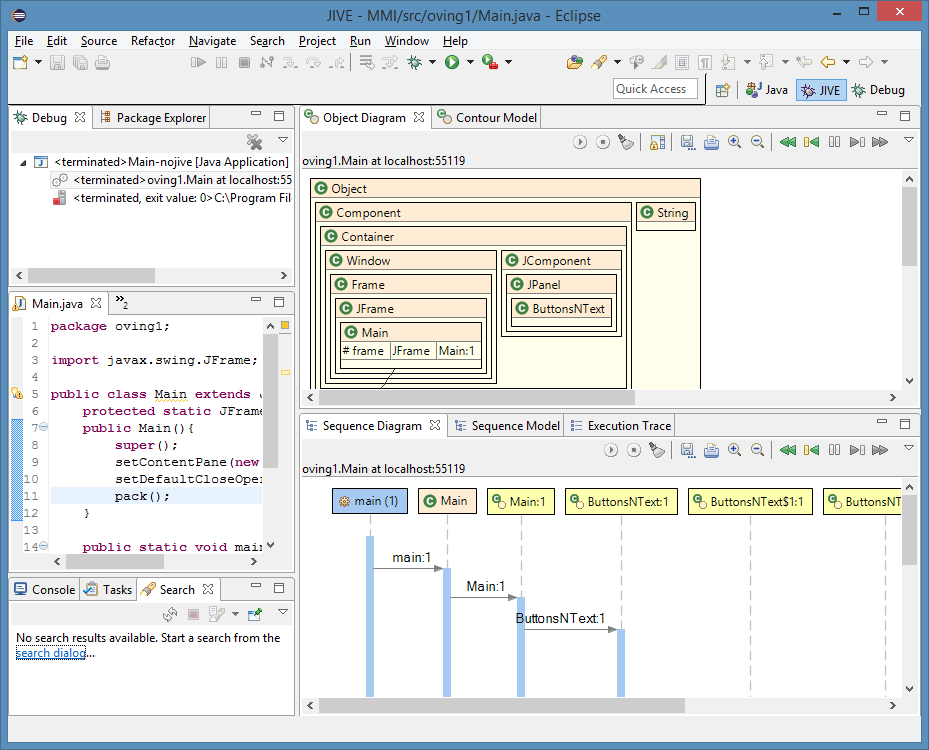 JIVE - MMI/src/oving1/Main.java - Eclipse
File Edit Source Refactor Navigate Search Project Run Window Help
Quick Access Java JIVE Debug
Debug Package Explorer
<terminated>Main-nojive [Java Application]
<terminated>oving1.Main at localhost:55
<terminated, exit value: 0>C:\Program Fil
Main.java »2
1 package oving1;
2
3 import javax.swing.JFrame;
4
5 public class Main extends J
6 protected static JFrame
7 public Main(){
8 super();
9 setContentPane(new
10 setDefaultCloseOper
11 pack();
12 }
13
14 public static void main
Console Tasks Search
No search results available. Start a search from the
search dialog...
Object Diagram Contour Model
oving1.Main at localhost:55119
Object
Component String
Container
Window JComponent
Frame JPanel
JFrame ButtonsNText
Main
# frame JFrame Main:1
Sequence Diagram Sequence Model Execution Trace
oving1.Main at localhost:55119
main (1) Main Main:1 ButtonsNText:1 ButtonsNText$1:1 ButtonsNT
main:1
Main:1
ButtonsNText:1